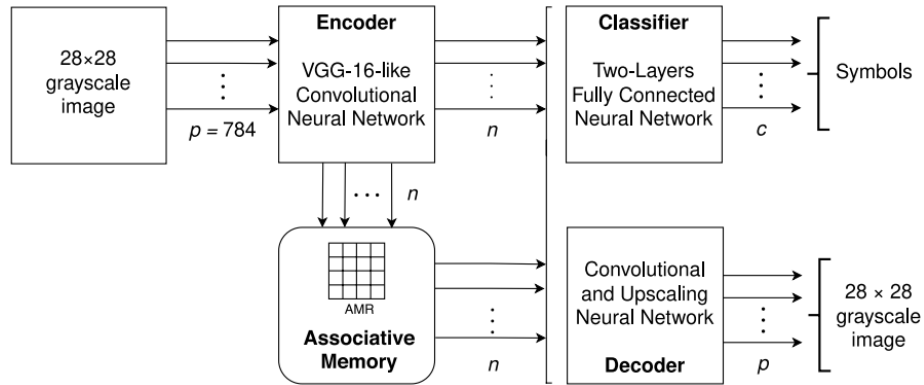 28×28
grayscale
image
p = 784
Encoder
VGG-16-like
Convolutional
Neural Network
n
Classifier
Two-Layers
Fully Connected
Neural Network
c
Symbols
n
AMR
Associative
Memory
n
Convolutional
and Upscaling
Neural Network
Decoder
p
28 × 28
grayscale
image